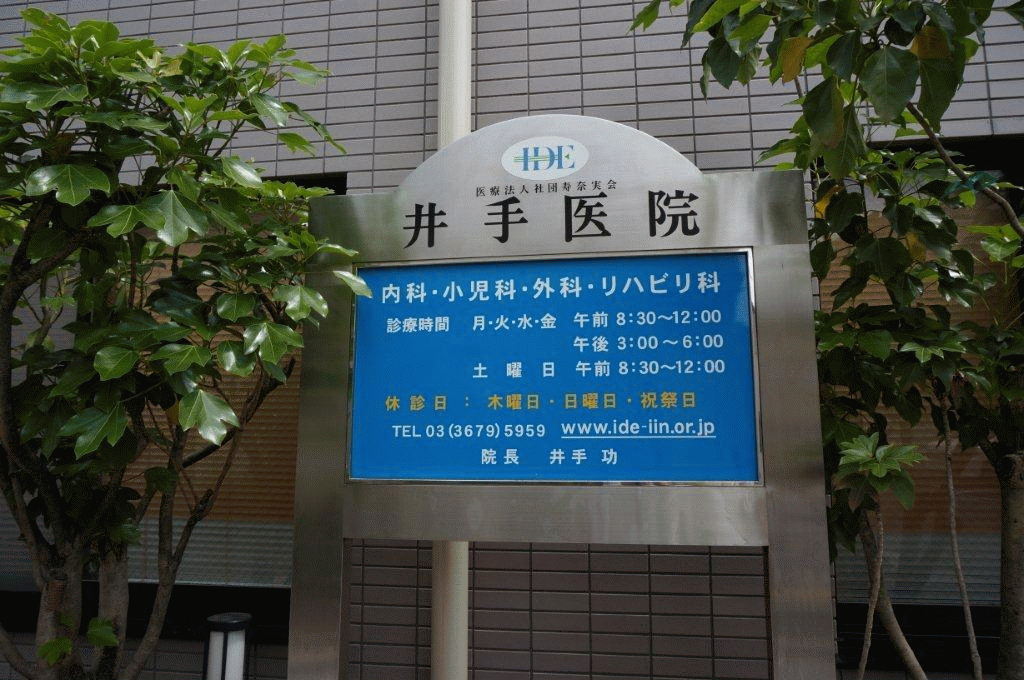 IDE
医療法人社団寿奈実会
井手医院
内科・小児科・外科・リハビリ科
診療時間 月・火・水・金 午前 8:30〜12:00
午後 3:00〜6:00
土曜日 午前 8:30〜12:00
休診日：木曜日・日曜日・祝祭日
TEL 03(3679)5959 www.ide-iin.or.jp
院長 井手 功